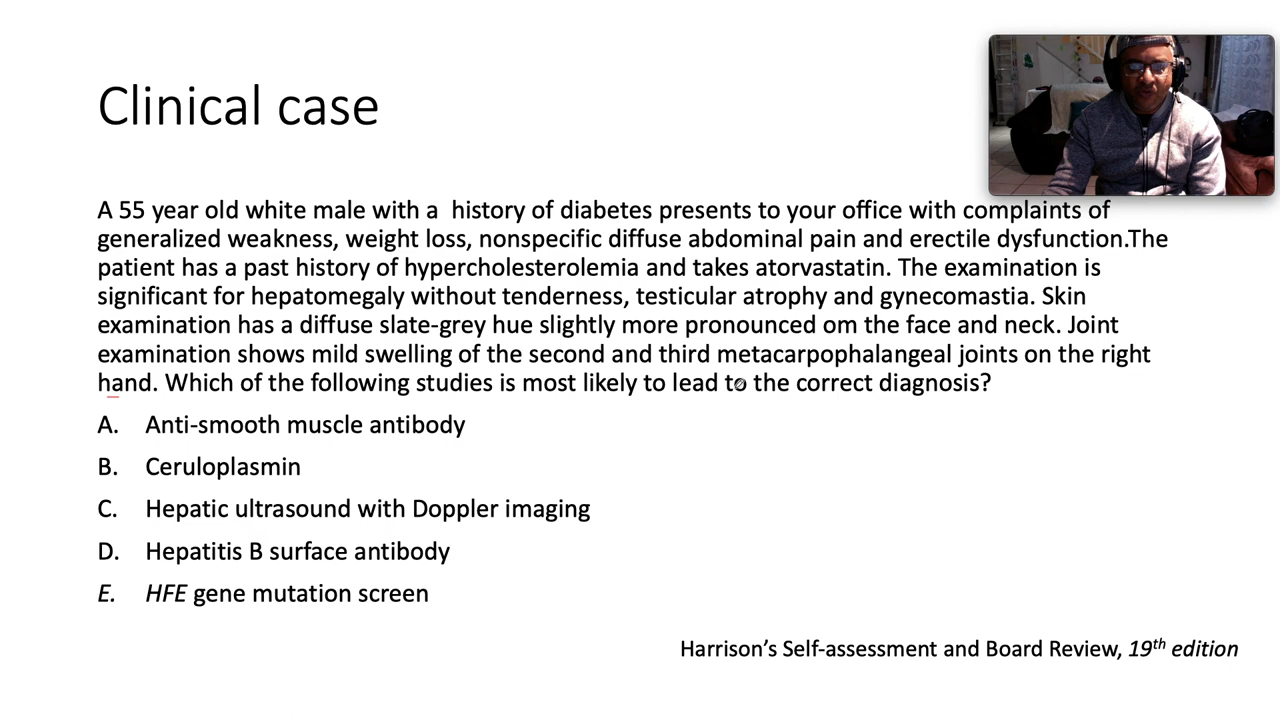 Clinical case
A 55 year old white male with a  history of diabetes presents to your office with complaints of
generalized weakness, weight loss, nonspecific diffuse abdominal pain and erectile dysfunction.The
patient has a past history of hypercholesterolemia and takes atorvastatin. The examination is
significant for hepatomegaly without tenderness, testicular atrophy and gynecomastia. Skin
examination has a diffuse slate-grey hue slightly more pronounced om the face and neck. Joint
examination shows mild swelling of the second and third metacarpophalangeal joints on the right
hand. Which of the following studies is most likely to lead to the correct diagnosis?
A. Anti-smooth muscle antibody
B. Ceruloplasmin
C. Hepatic ultrasound with Doppler imaging
D. Hepatitis B surface antibody
E. HFE gene mutation screen
Harrison's Self-assessment and Board Review, 19th edition